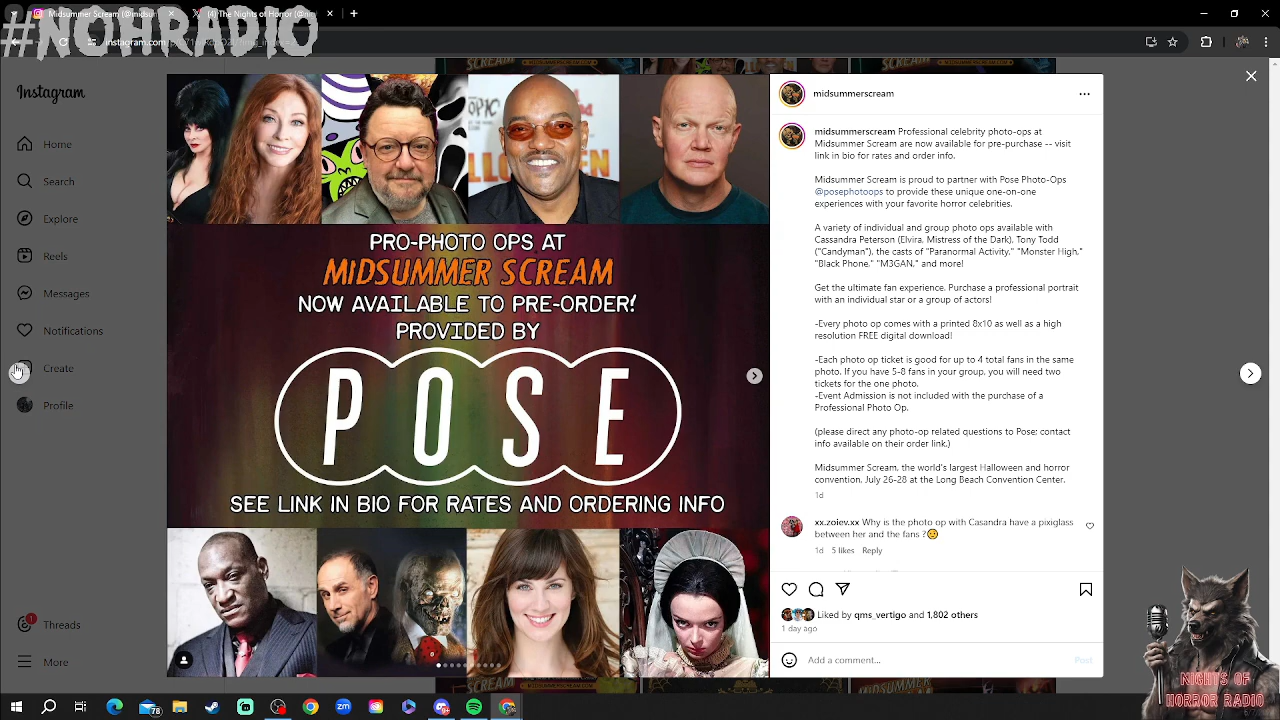 #NOHRADIO
Midsummer Scream (@midsum
(4) The Nights of Horror (@ni
instagram.com
Instagram
Home
Search
Explore
Reels
Messages
Notifications
Create
Profile
1
Threads
More
PRO-PHOTO OPS AT
MIDSUMMER SCREAM
NOW AVAILABLE TO PRE-ORDER!
PROVIDED BY
POSE
SEE LINK IN BIO FOR RATES AND ORDERING INFO
midsummerscream
midsummerscream Professional celebrity photo-ops at
Midsummer Scream are now available for pre-purchase -- visit
link in bio for rates and order info.
Midsummer Scream is proud to partner with Pose Photo-Ops
@posephotoops to provide these unique one-on-one
experiences with your favorite horror celebrities.
A variety of individual and group photo ops available with
Cassandra Peterson (Elvira, Mistress of the Dark), Tony Todd
("Candyman"), the casts of "Paranormal Activity," "Monster High,"
"Black Phone," "M3GAN," and more!
Get the ultimate fan experience. Purchase a professional portrait
with an individual star or a group of actors!
-Every photo op comes with a printed 8x10 as well as a high
resolution FREE digital download!
-Each photo op ticket is good for up to 4 total fans in the same
photo. If you have 5-8 fans in your group, you will need two
tickets for the one photo.
-Event Admission is not included with the purchase of a
Professional Photo Op.
(please direct any photo-op related questions to Pose; contact
info available on their order link.)
Midsummer Scream, the world's largest Halloween and horror
convention. July 26-28 at the Long Beach Convention Center.
1d
xx.zoiev.xx Why is the photo op with Casandra have a pixiglass
between her and the fans ?
1d 5 likes Reply
Liked by qms_vertigo and 1,802 others
1 day ago
Add a comment...
Post
NIGHTS OF
HORROR RADIO